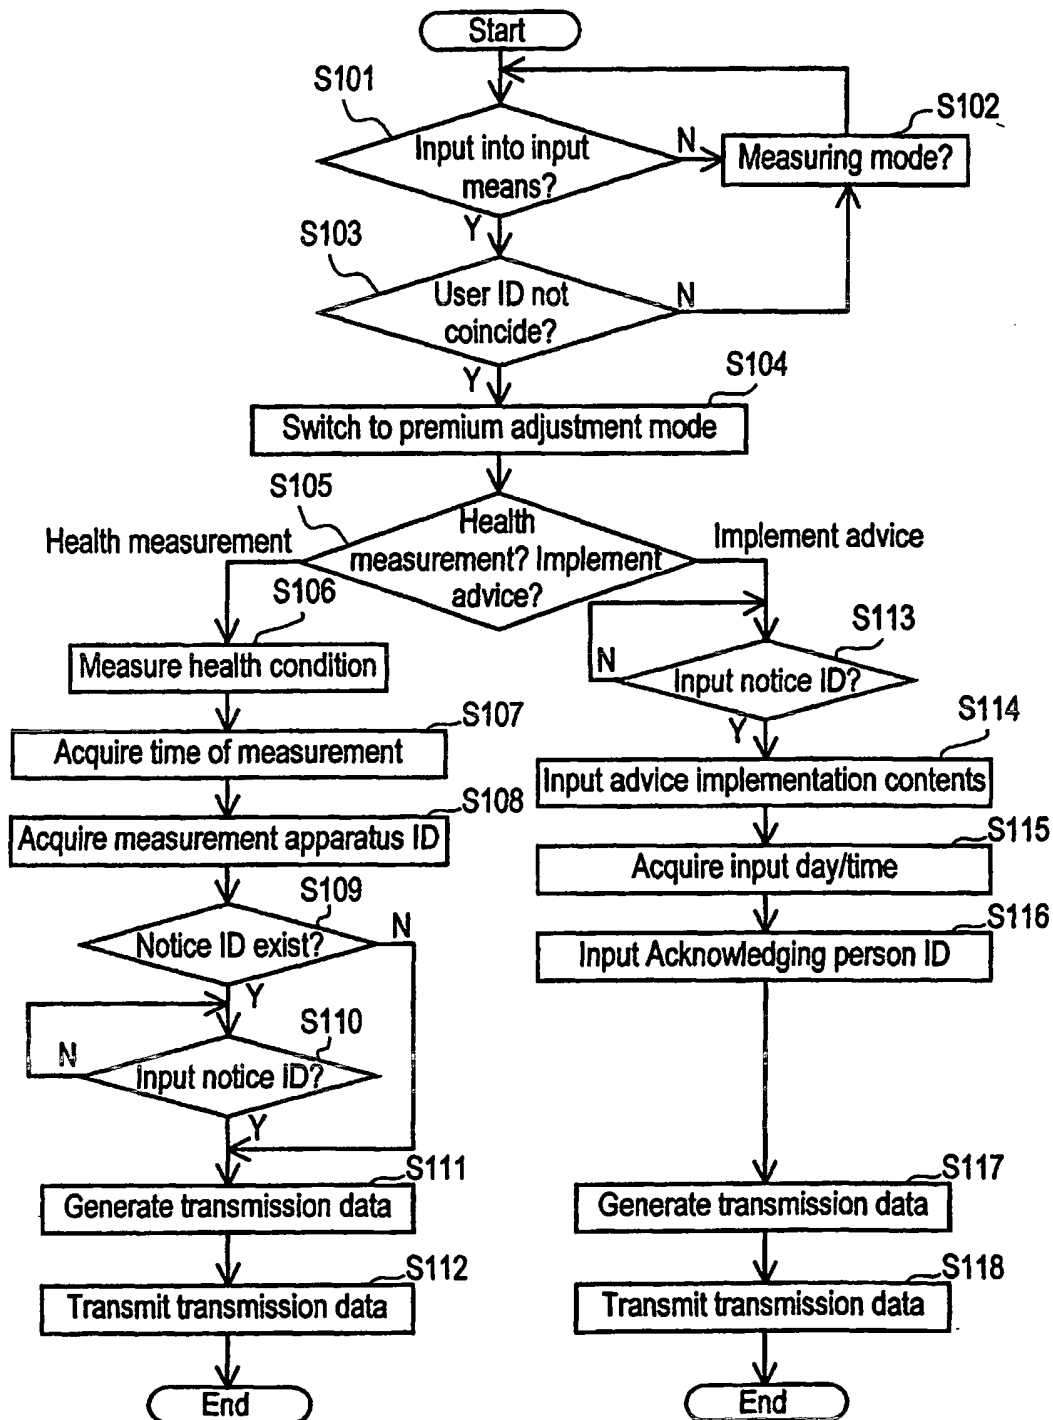 Start
S101
Input into input
means?
N
S102
Measuring mode?
Y
S103
User ID not
coincide?
N
Y
S104
Switch to premium adjustment mode
S105
Health
measurement? Implement
advice?
Health measurement
Implement advice
S106
Measure health condition
S107
Acquire time of measurement
S108
Acquire measurement apparatus ID
S109
Notice ID exist?
N
Y
S110
Input notice ID?
N
Y
S111
Generate transmission data
S112
Transmit transmission data
End
S113
Input notice ID?
N
Y
S114
Input advice implementation contents
S115
Acquire input day/time
S116
Input Acknowledging person ID
S117
Generate transmission data
S118
Transmit transmission data
End